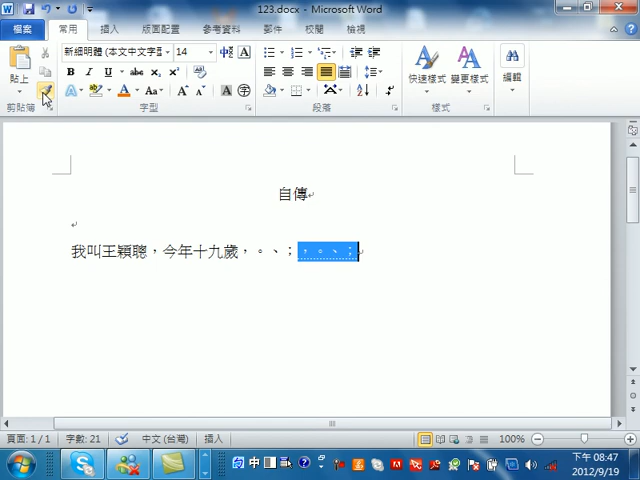 123.docx - Microsoft Word
檔案 常用 插入 版面配置 參考資料 郵件 校閱 檢視
新細明體 (本文中文字型) 14
貼上 快速樣式 變更樣式 編輯
剪貼簿 字型 段落 樣式
自傳
我叫王穎聰，今年十九歲，。、；，。、；
頁面: 1 / 1 字數: 21 中文 (台灣) 插入 100%
中
下午 08:47
2012/9/19